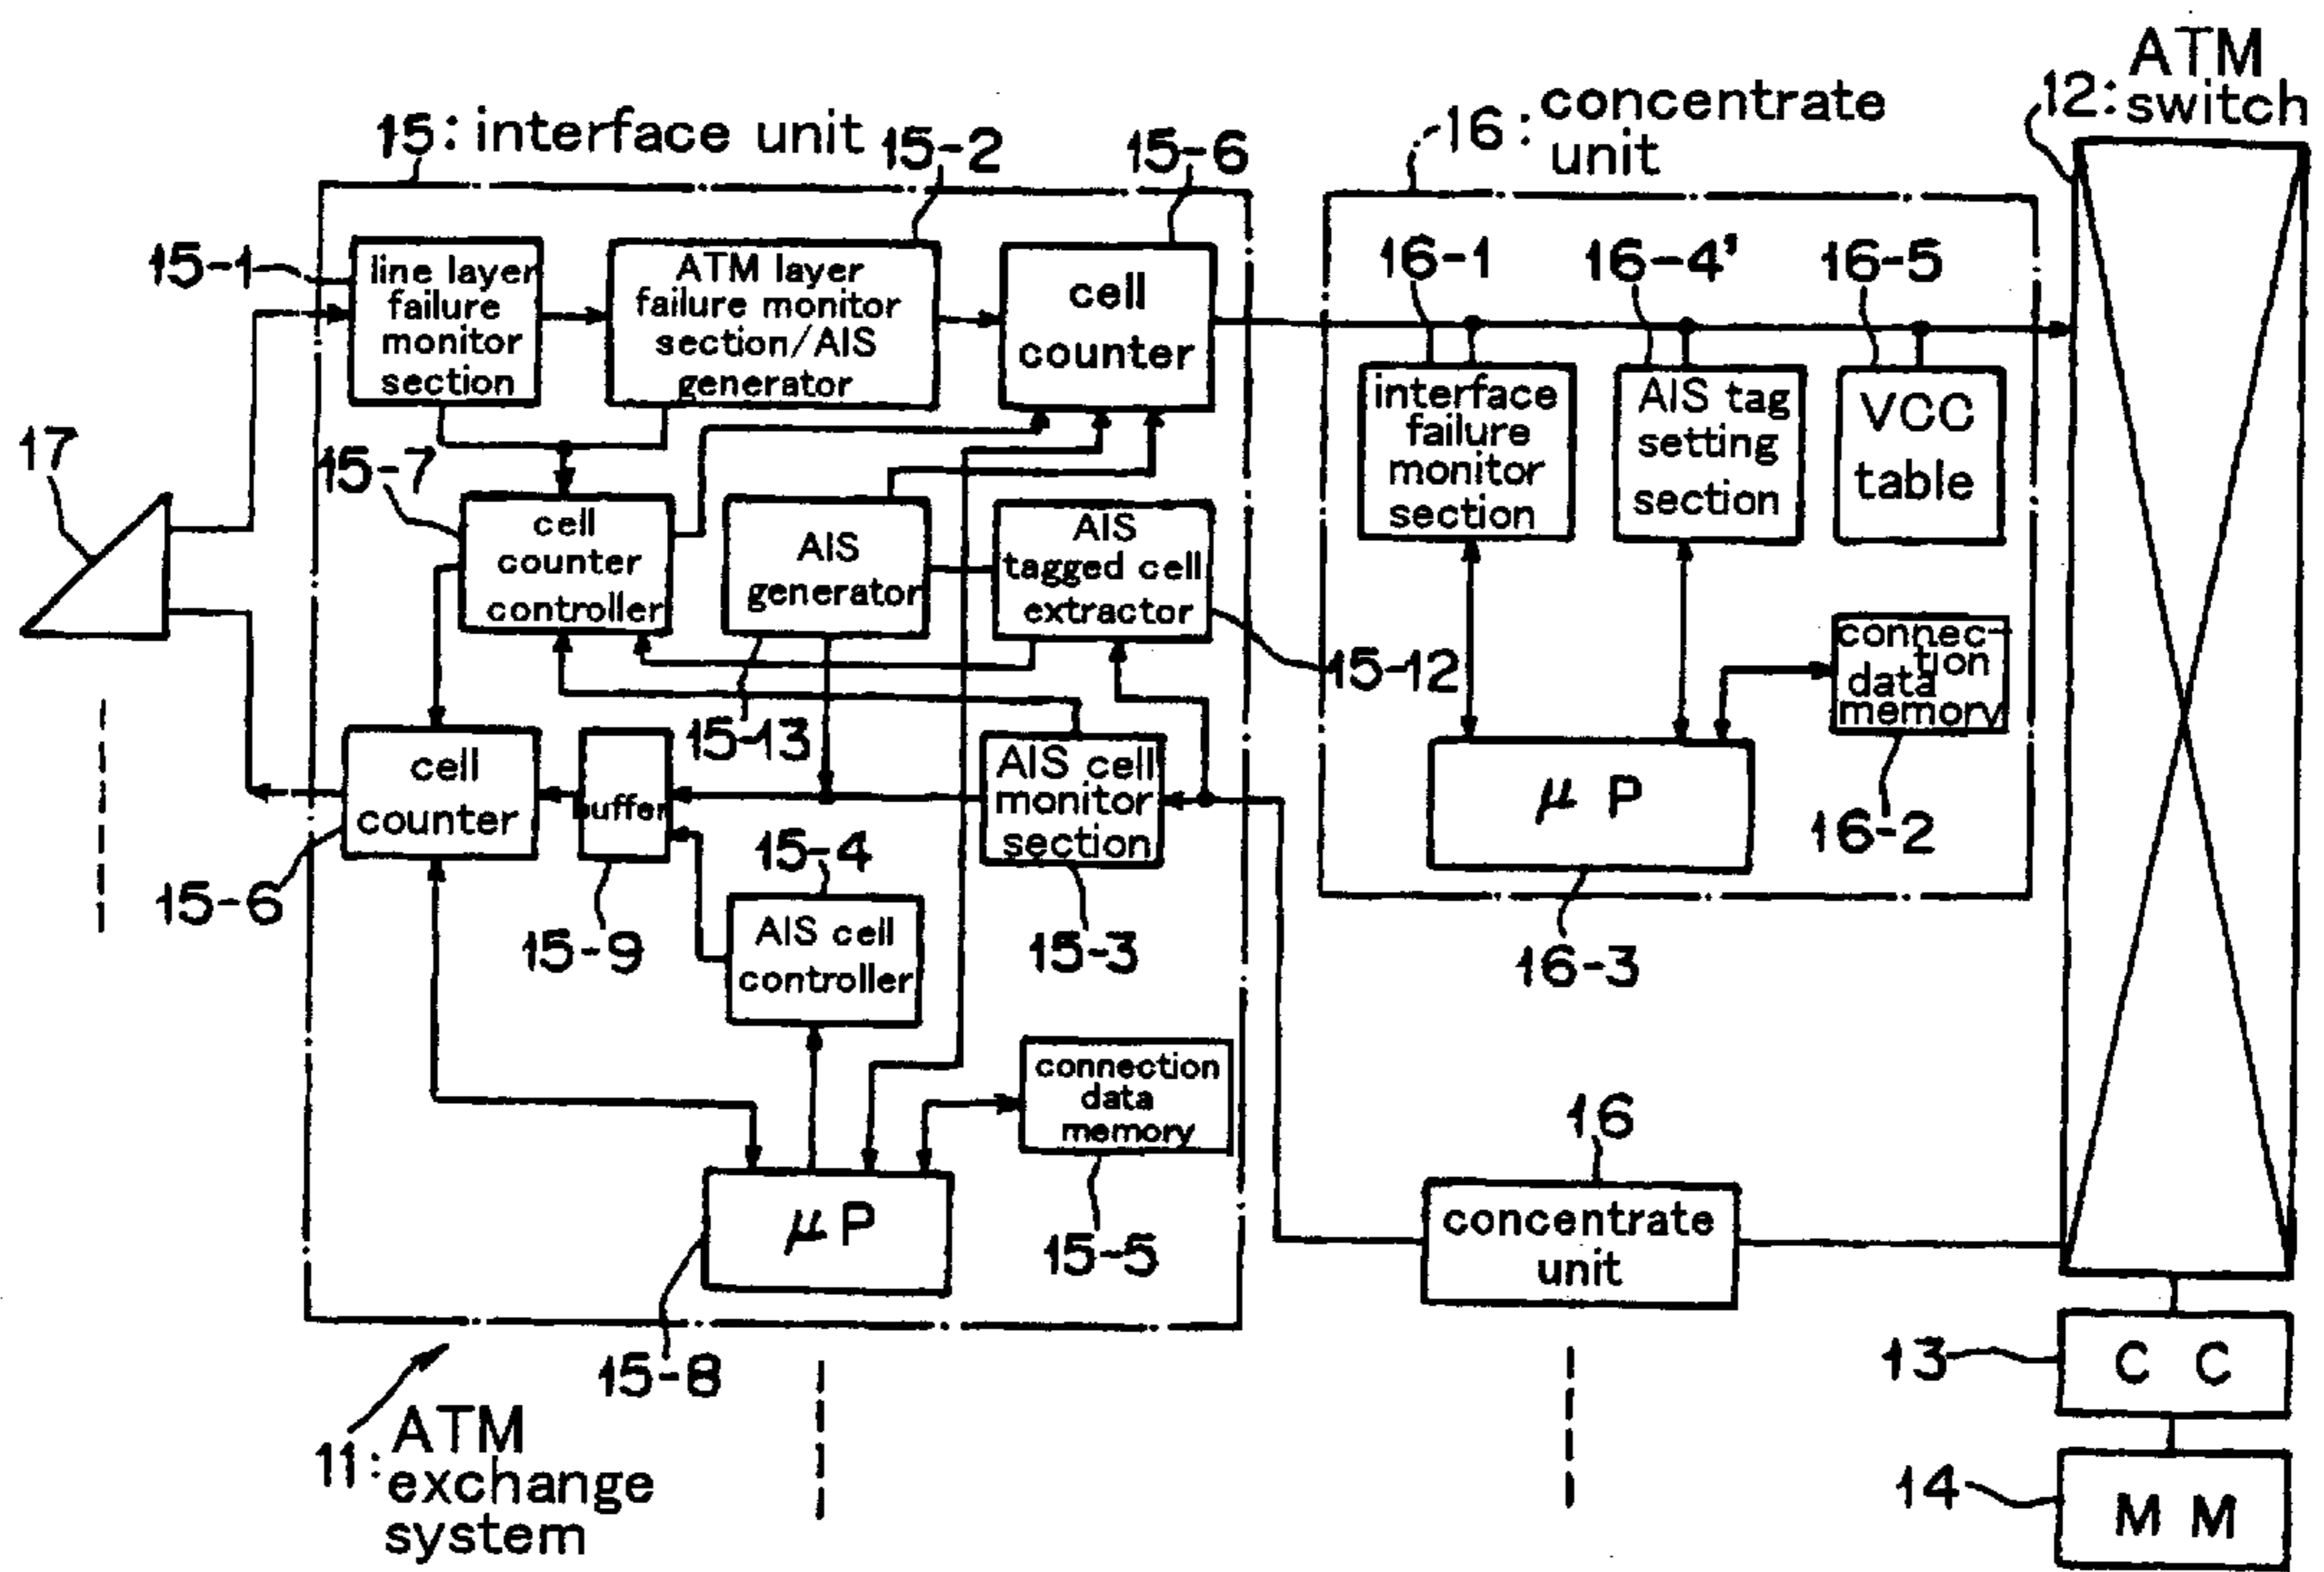 ATM
12: switch
16: concentrate
unit
15: interface unit
15-2
15-6
15-1
line layer
failure
monitor
section
ATM layer
failure monitor
section/AIS
generator
cell
counter
16-1
16-4'
16-5
interface
failure
monitor
section
AIS tag
setting
section
VCC
table
17
15-7
cell
counter
controller
AIS
generator
AIS
tagged cell
extractor
15-12
connec-
tion
data
memory
15-13
cell
counter
buffer
AIS cell
monitor
section
μ P
16-2
15-6
15-9
15-4
AIS cell
controller
15-3
16-3
connection
data
memory
15-5
16
concentrate
unit
μ P
15-8
13
C C
11: ATM
exchange
system
14
M M